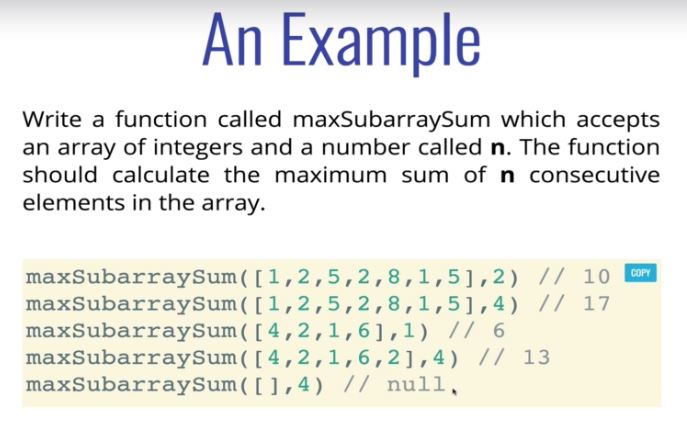 An Example
Write a function called maxSubarraySum which accepts
an array of integers and a number called n. The function
should calculate the maximum sum of n consecutive
elements in the array.
maxSubarraySum([1,2,5,2,8,1,5],2) // 10 COPY
maxSubarraySum([1,2,5,2,8,1,5],4) // 17
maxSubarraySum([4,2,1,6],1) // 6
maxSubarraySum([4,2,1,6,2],4) // 13
maxSubarraySum([],4) // null